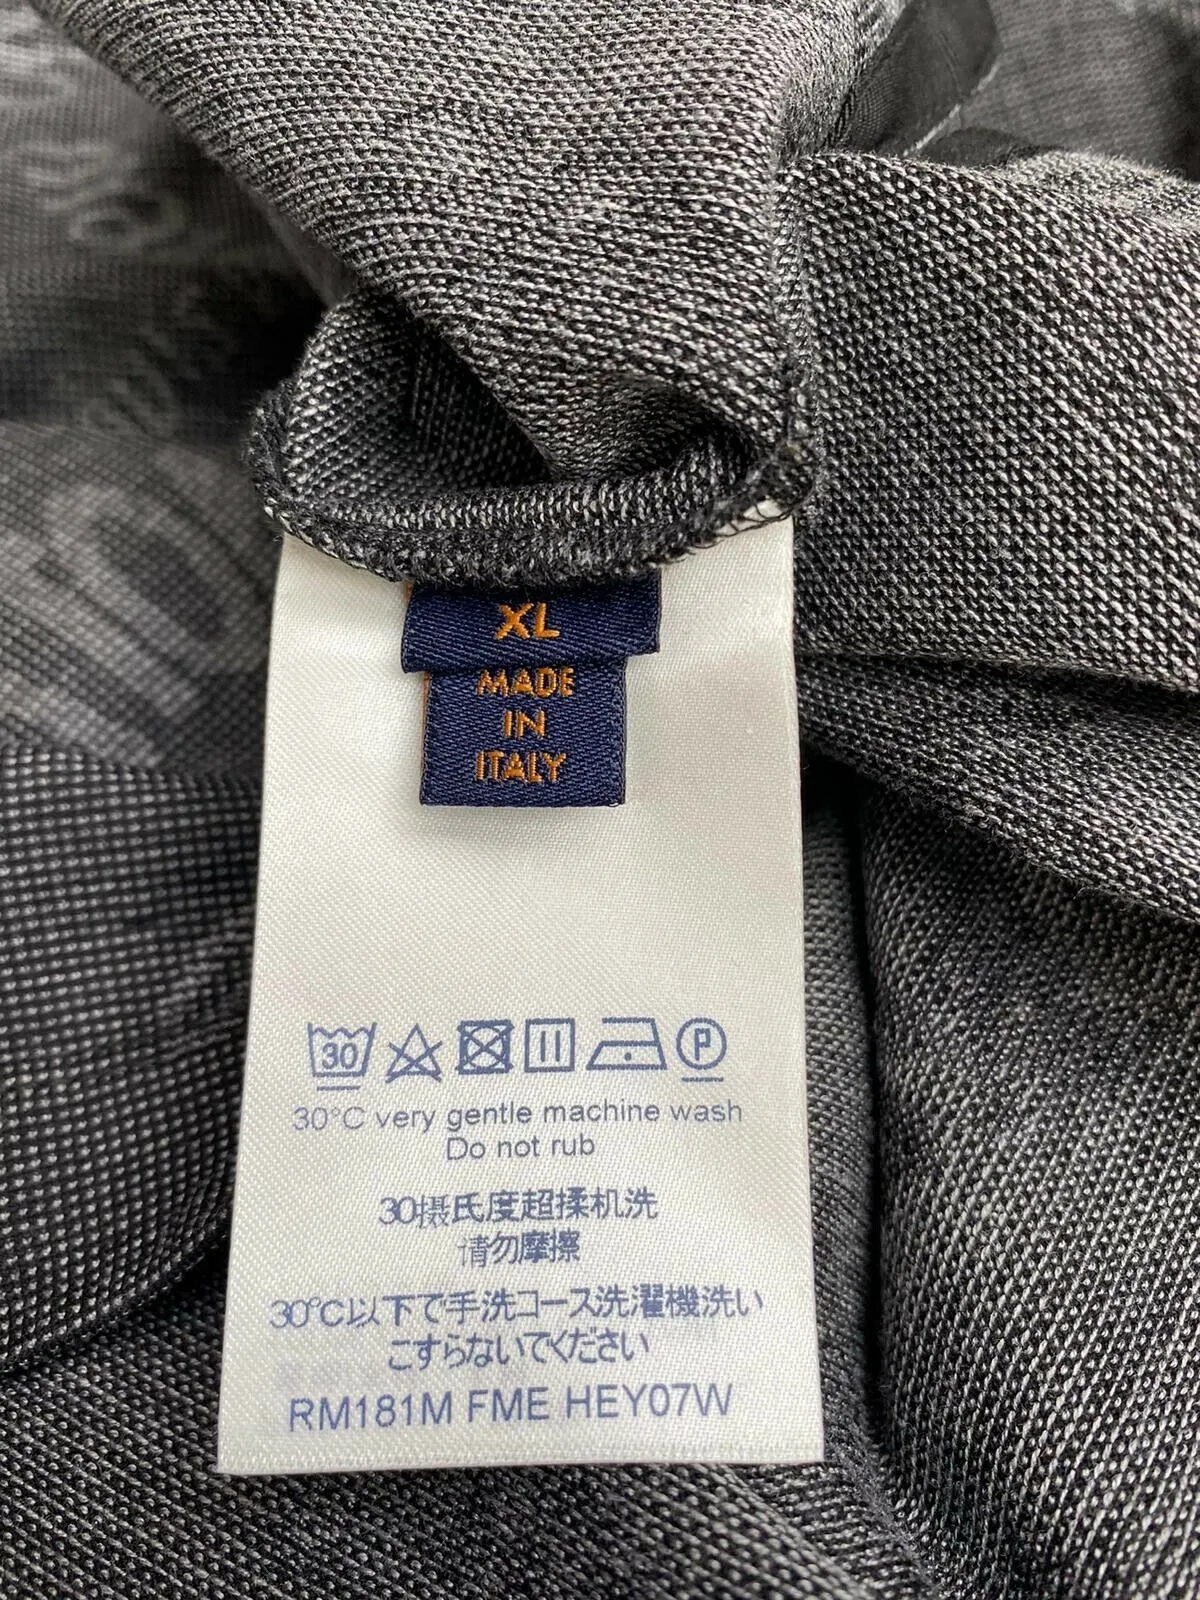 XL
MADE
IN
ITALY
30 P
30°C very gentle machine wash
Do not rub
30摄氏度超揉机洗
请勿摩擦
30℃以下で手洗コース洗濯機洗い
こすらないでください
RM181M FME HEY07W